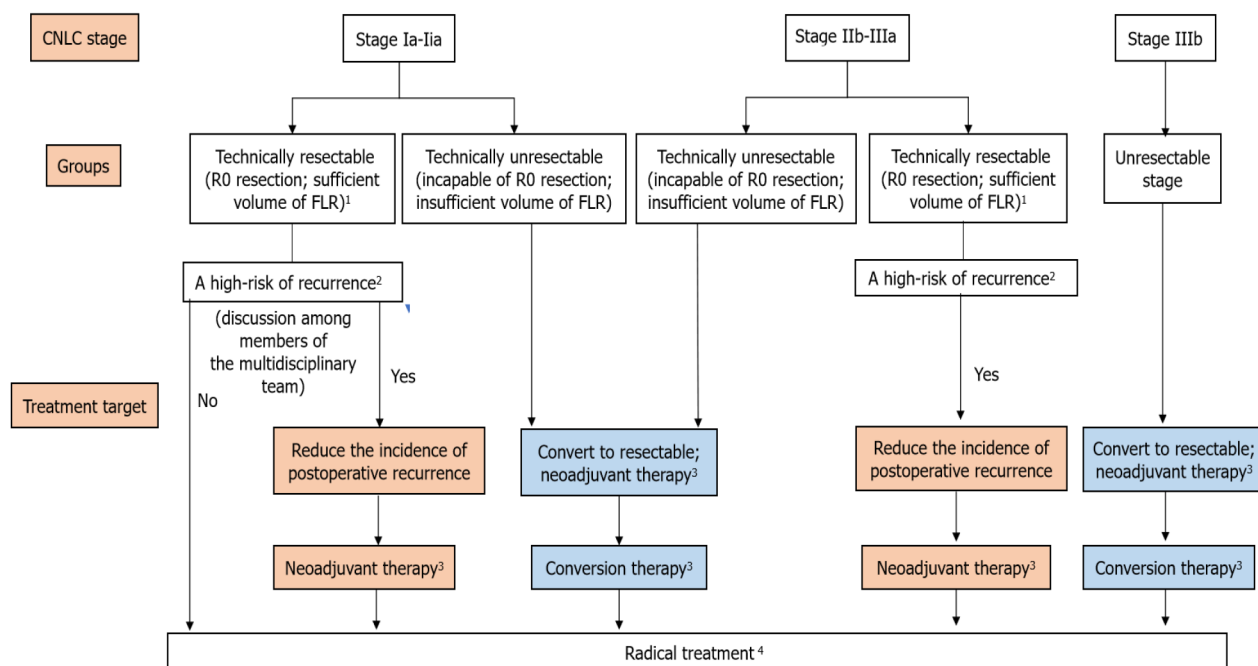 CNLC stage
Stage Ia-Iia
Stage IIb-IIIa
Stage IIIb
Groups
Technically resectable
(R0 resection; sufficient
volume of FLR)¹
Technically unresectable
(incapable of R0 resection;
insufficient volume of FLR)
Technically unresectable
(incapable of R0 resection;
insufficient volume of FLR)
Technically resectable
(R0 resection; sufficient
volume of FLR)¹
Unresectable
stage
A high-risk of recurrence²
(discussion among
members of
the multidisciplinary
team)
A high-risk of recurrence²
Treatment target
No
Yes
Yes
Reduce the incidence of
postoperative recurrence
Convert to resectable;
neoadjuvant therapy³
Reduce the incidence of
postoperative recurrence
Convert to resectable;
neoadjuvant therapy³
Neoadjuvant therapy³
Conversion therapy³
Neoadjuvant therapy³
Conversion therapy³
Radical treatment ⁴